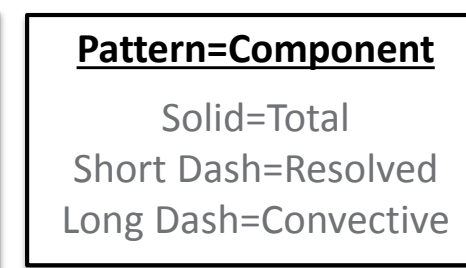 Pattern=Component
Solid=Total
Short Dash=Resolved
Long Dash=Convective